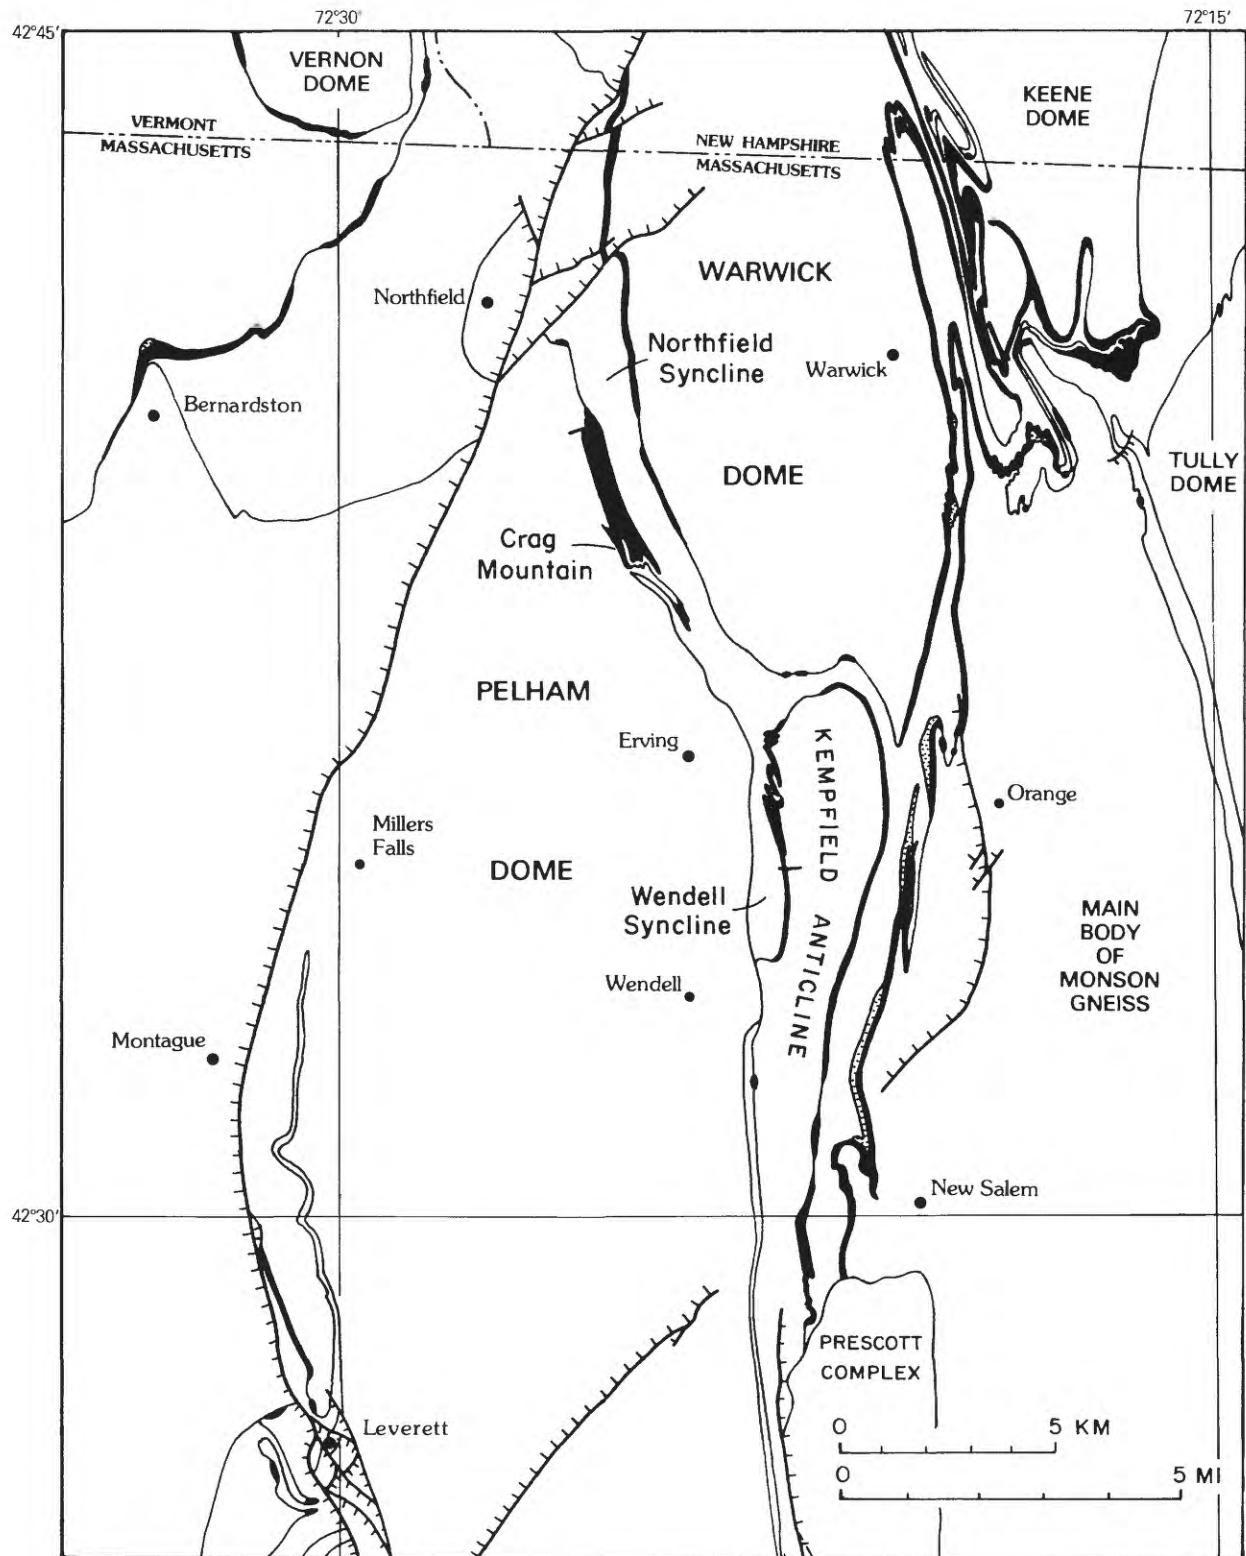 72°30'
72°15'
42°45'
VERNON
DOME
KEENE
DOME
VERMONT
MASSACHUSETTS
NEW HAMPSHIRE
MASSACHUSETTS
WARWICK
Northfield
Northfield
Syncline
Warwick
Bernardston
DOME
TULLY
DOME
Crag
Mountain
PELHAM
Erving
KEMPFIELD ANTICLINE
Orange
Millers
Falls
DOME
Wendell
Syncline
MAIN
BODY
OF
MONSON
GNEISS
Wendell
Montague
New Salem
42°30'
PRESCOTT
COMPLEX
Leverett
0 5 KM
0 5 MI